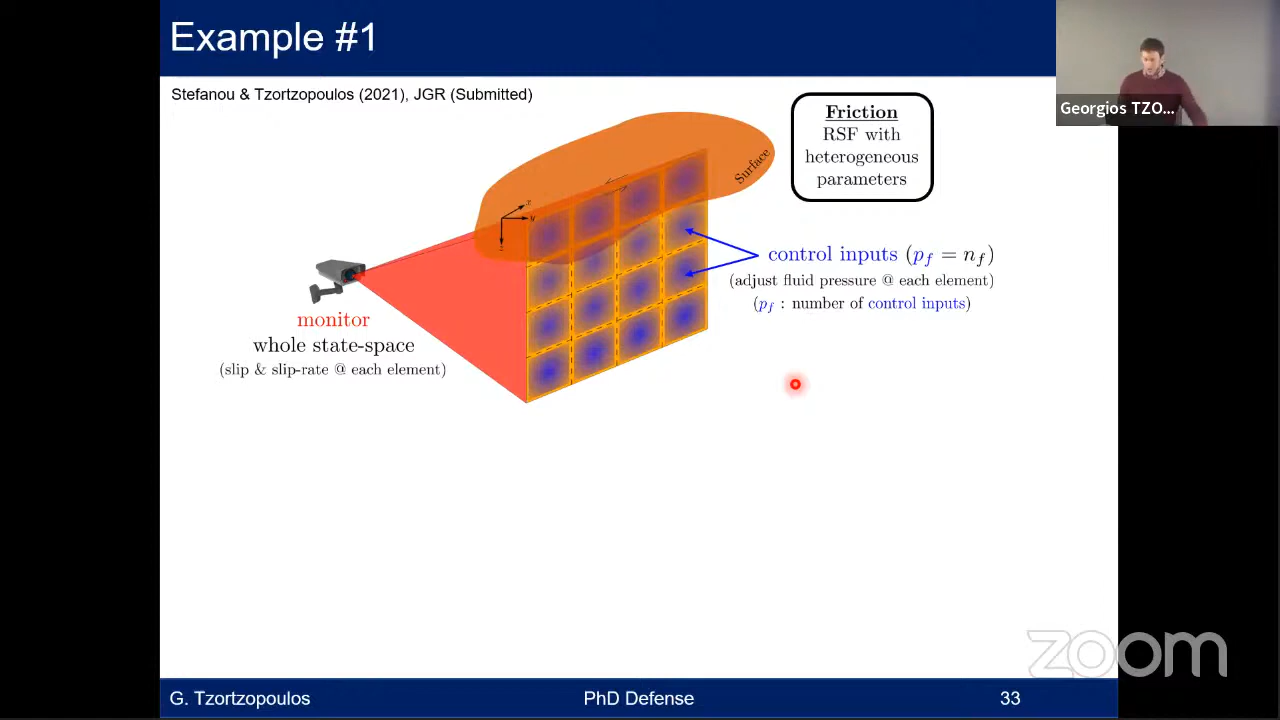 Example #1
Georgios TZO...
Stefanou & Tzortzopoulos (2021), JGR (Submitted)
Friction
RSF with
heterogeneous
parameters
Surface
x
y
z
control inputs (p_f = n_f)
(adjust fluid pressure @ each element)
(p_f : number of control inputs)
monitor
whole state-space
(slip & slip-rate @ each element)
zoom
G. Tzortzopoulos
PhD Defense
33